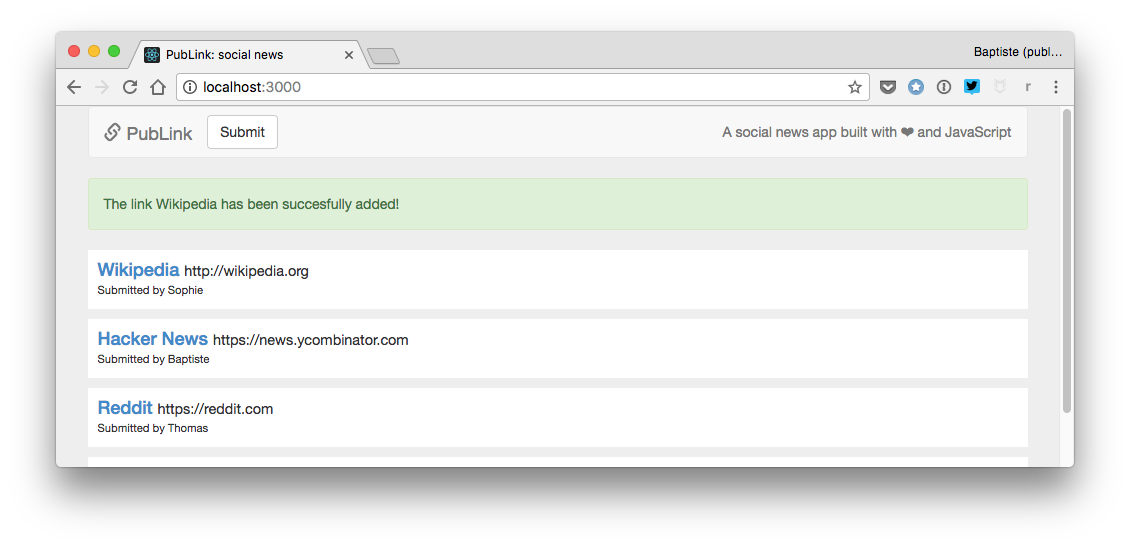 PubLink: social news
Baptiste (publ...
localhost:3000
r
PubLink
Submit
A social news app built with ❤ and JavaScript
The link Wikipedia has been succesfully added!
Wikipedia http://wikipedia.org
Submitted by Sophie
Hacker News https://news.ycombinator.com
Submitted by Baptiste
Reddit https://reddit.com
Submitted by Thomas